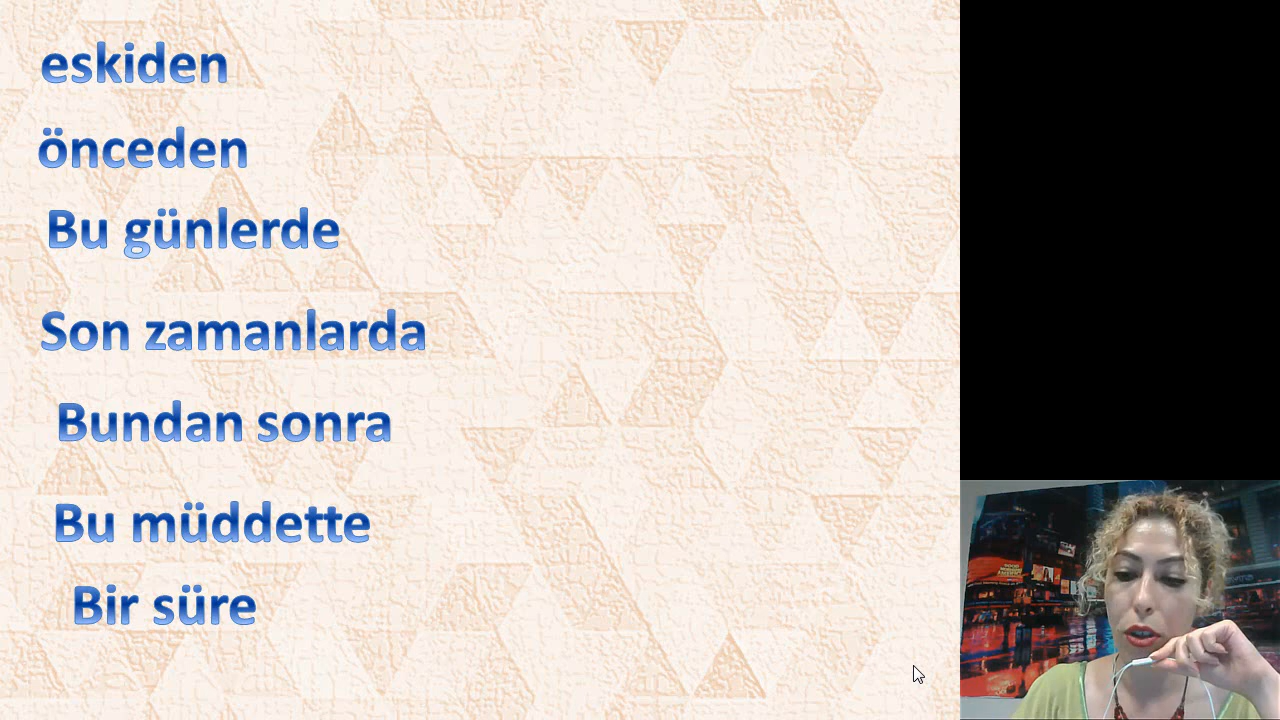 eskiden
önceden
Bu günlerde
Son zamanlarda
Bundan sonra
Bu müddette
Bir süre